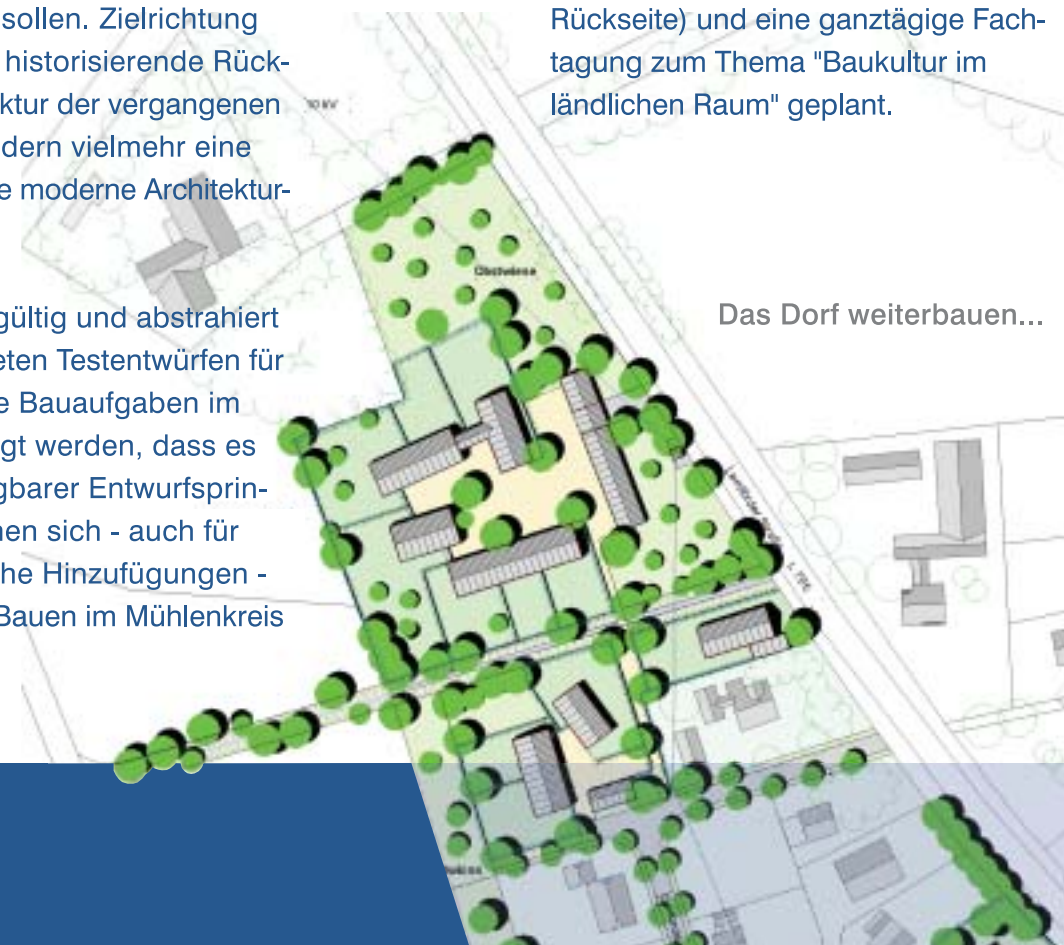 sollen. Zielrichtung
historisierende Rück-
ktur der vergangenen
dern vielmehr eine
e moderne Architektur-
gültig und abstrahiert
eten Testentwürfen für
e Bauaufgaben im
gt werden, dass es
gbarer Entwurfsprin-
nen sich - auch für
che Hinzufügungen -
Bauen im Mühlenkreis
Rückseite) und eine ganztägige Fach-
tagung zum Thema "Baukultur im
ländlichen Raum" geplant.
Das Dorf weiterbauen...
Obstwiese